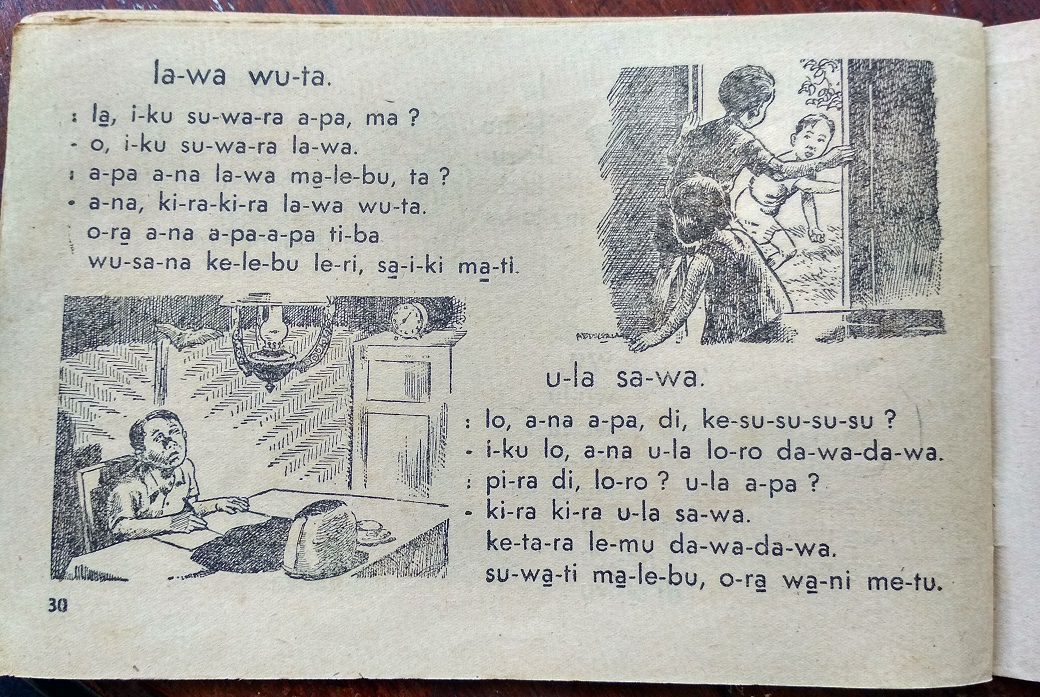 la-wa wu-ta.
: la̲, i-ku su-wa-ra a-pa, ma ?
- o, i-ku su-wa-ra la-wa.
: a-pa a-na la-wa ma̲-le-bu, ta ?
- a-na, ki-ra-ki-ra la-wa wu-ta.
o-ra̲ a-na a-pa-a-pa ti-ba
wu-sa-na ke-le-bu le-ri, sa̲-i-ki ma̲-ti.
u-la sa-wa.
: lo, a-na a-pa, di, ke-su-su-su-su ?
- i-ku lo, a-na u-la lo-ro da-wa-da-wa.
: pi-ra di, lo-ro ? u-la a-pa ?
- ki-ra ki-ra u-la sa-wa.
ke-ta-ra le-mu da-wa-da-wa.
su-wa̲-ti ma̲-le-bu, o-ra̲ wa̲-ni me-tu.
30